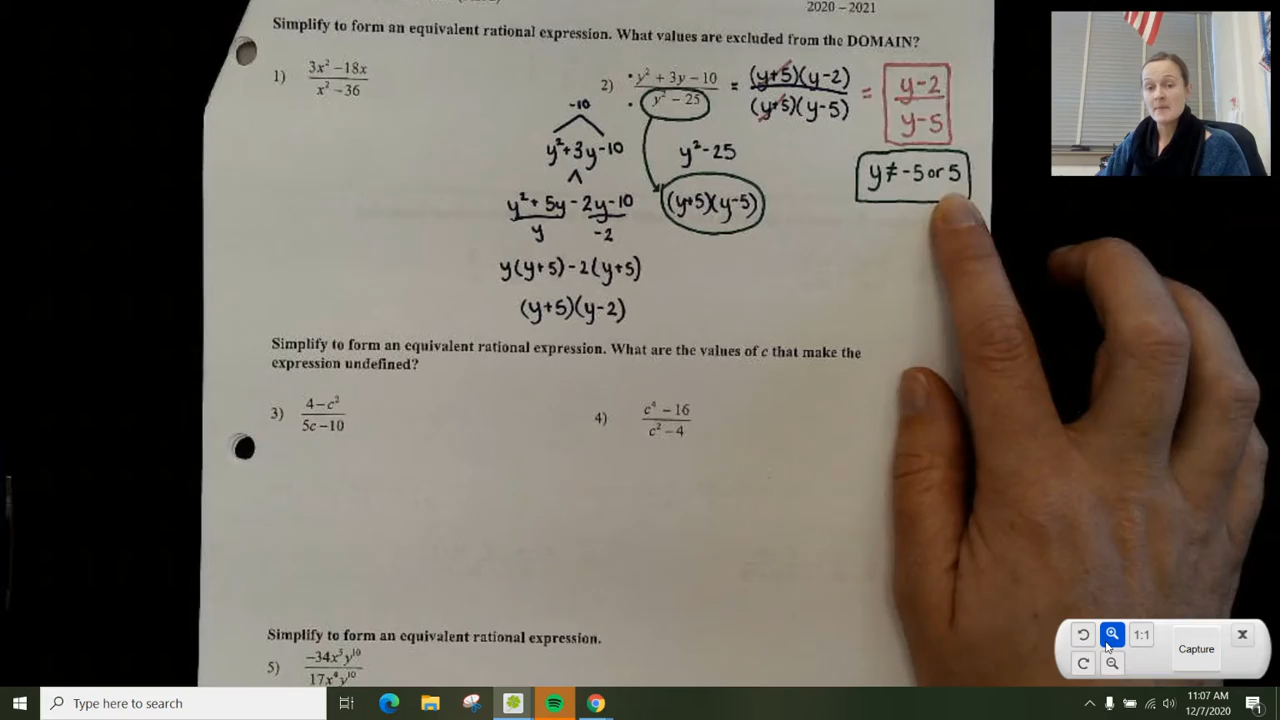 2020 - 2021
Simplify to form an equivalent rational expression. What values are excluded from the DOMAIN?
1) 3x² −18x
x² −36
2) y² + 3y −10 = (y+5)(y−2) = y−2
y² − 25 (y+5)(y−5) y−5
-10
y²+3y−10 y²−25 y ≠ -5 or 5
y²+ 5y − 2y−10 (y+5)(y−5)
y -2
y(y+5)−2(y+5)
(y+5)(y−2)
Simplify to form an equivalent rational expression. What are the values of c that make the
expression undefined?
3) 4−c²
5c−10
4) c⁴ −16
c² −4
Simplify to form an equivalent rational expression.
5) −34x⁵y¹⁰
1:1
Capture
Type here to search
11:07 AM
12/7/2020
1